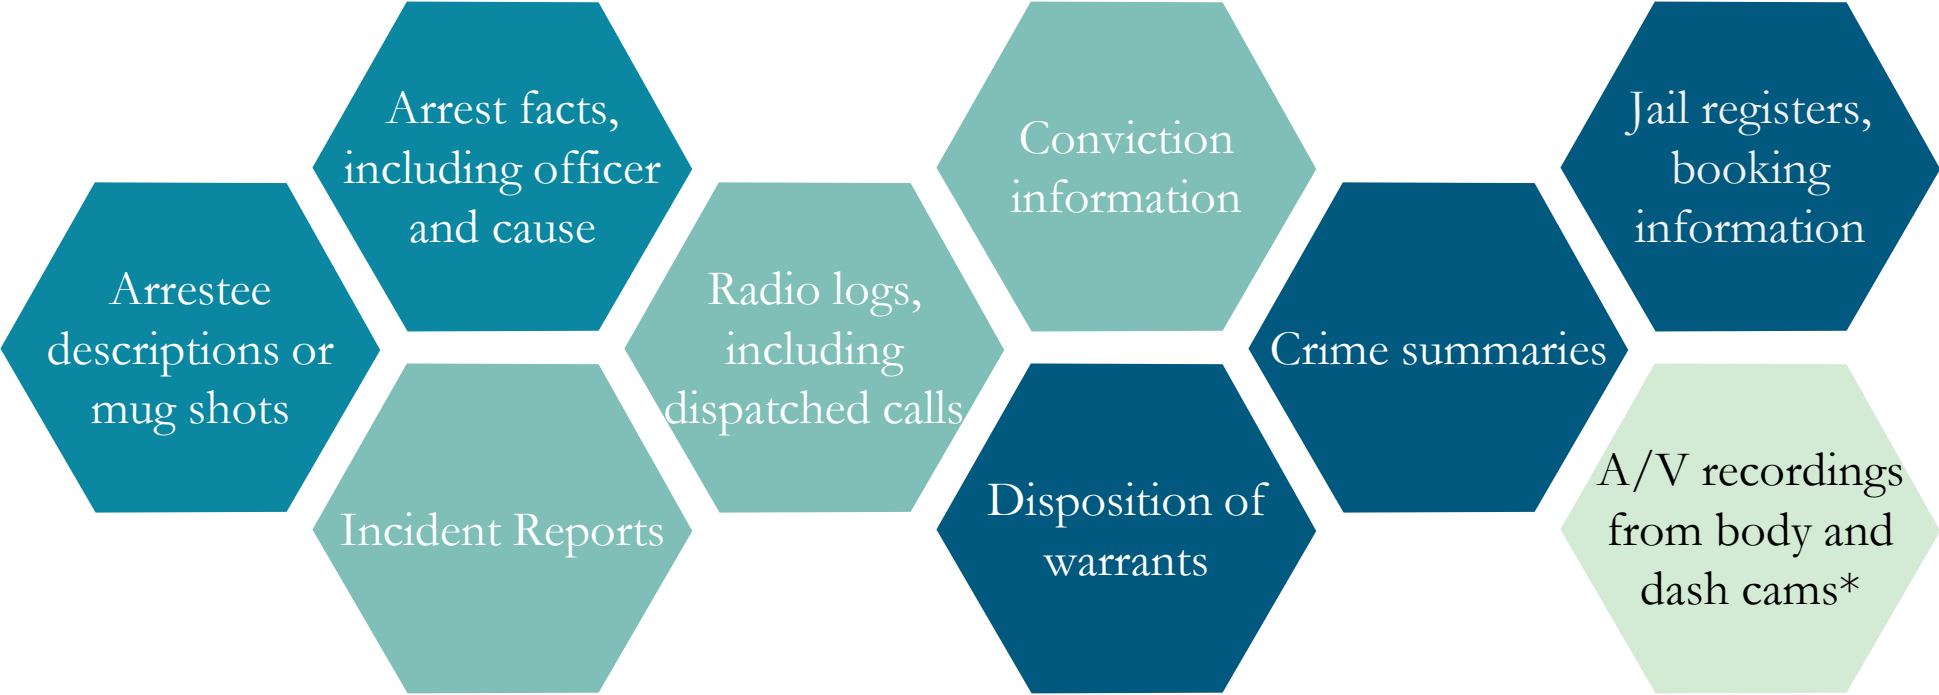 Arrestee
descriptions or
mug shots
Arrest facts,
including officer
and cause
Incident Reports
Radio logs,
including
dispatched calls
Conviction
information
Disposition of
warrants
Crime summaries
Jail registers,
booking
information
A/V recordings
from body and
dash cams*